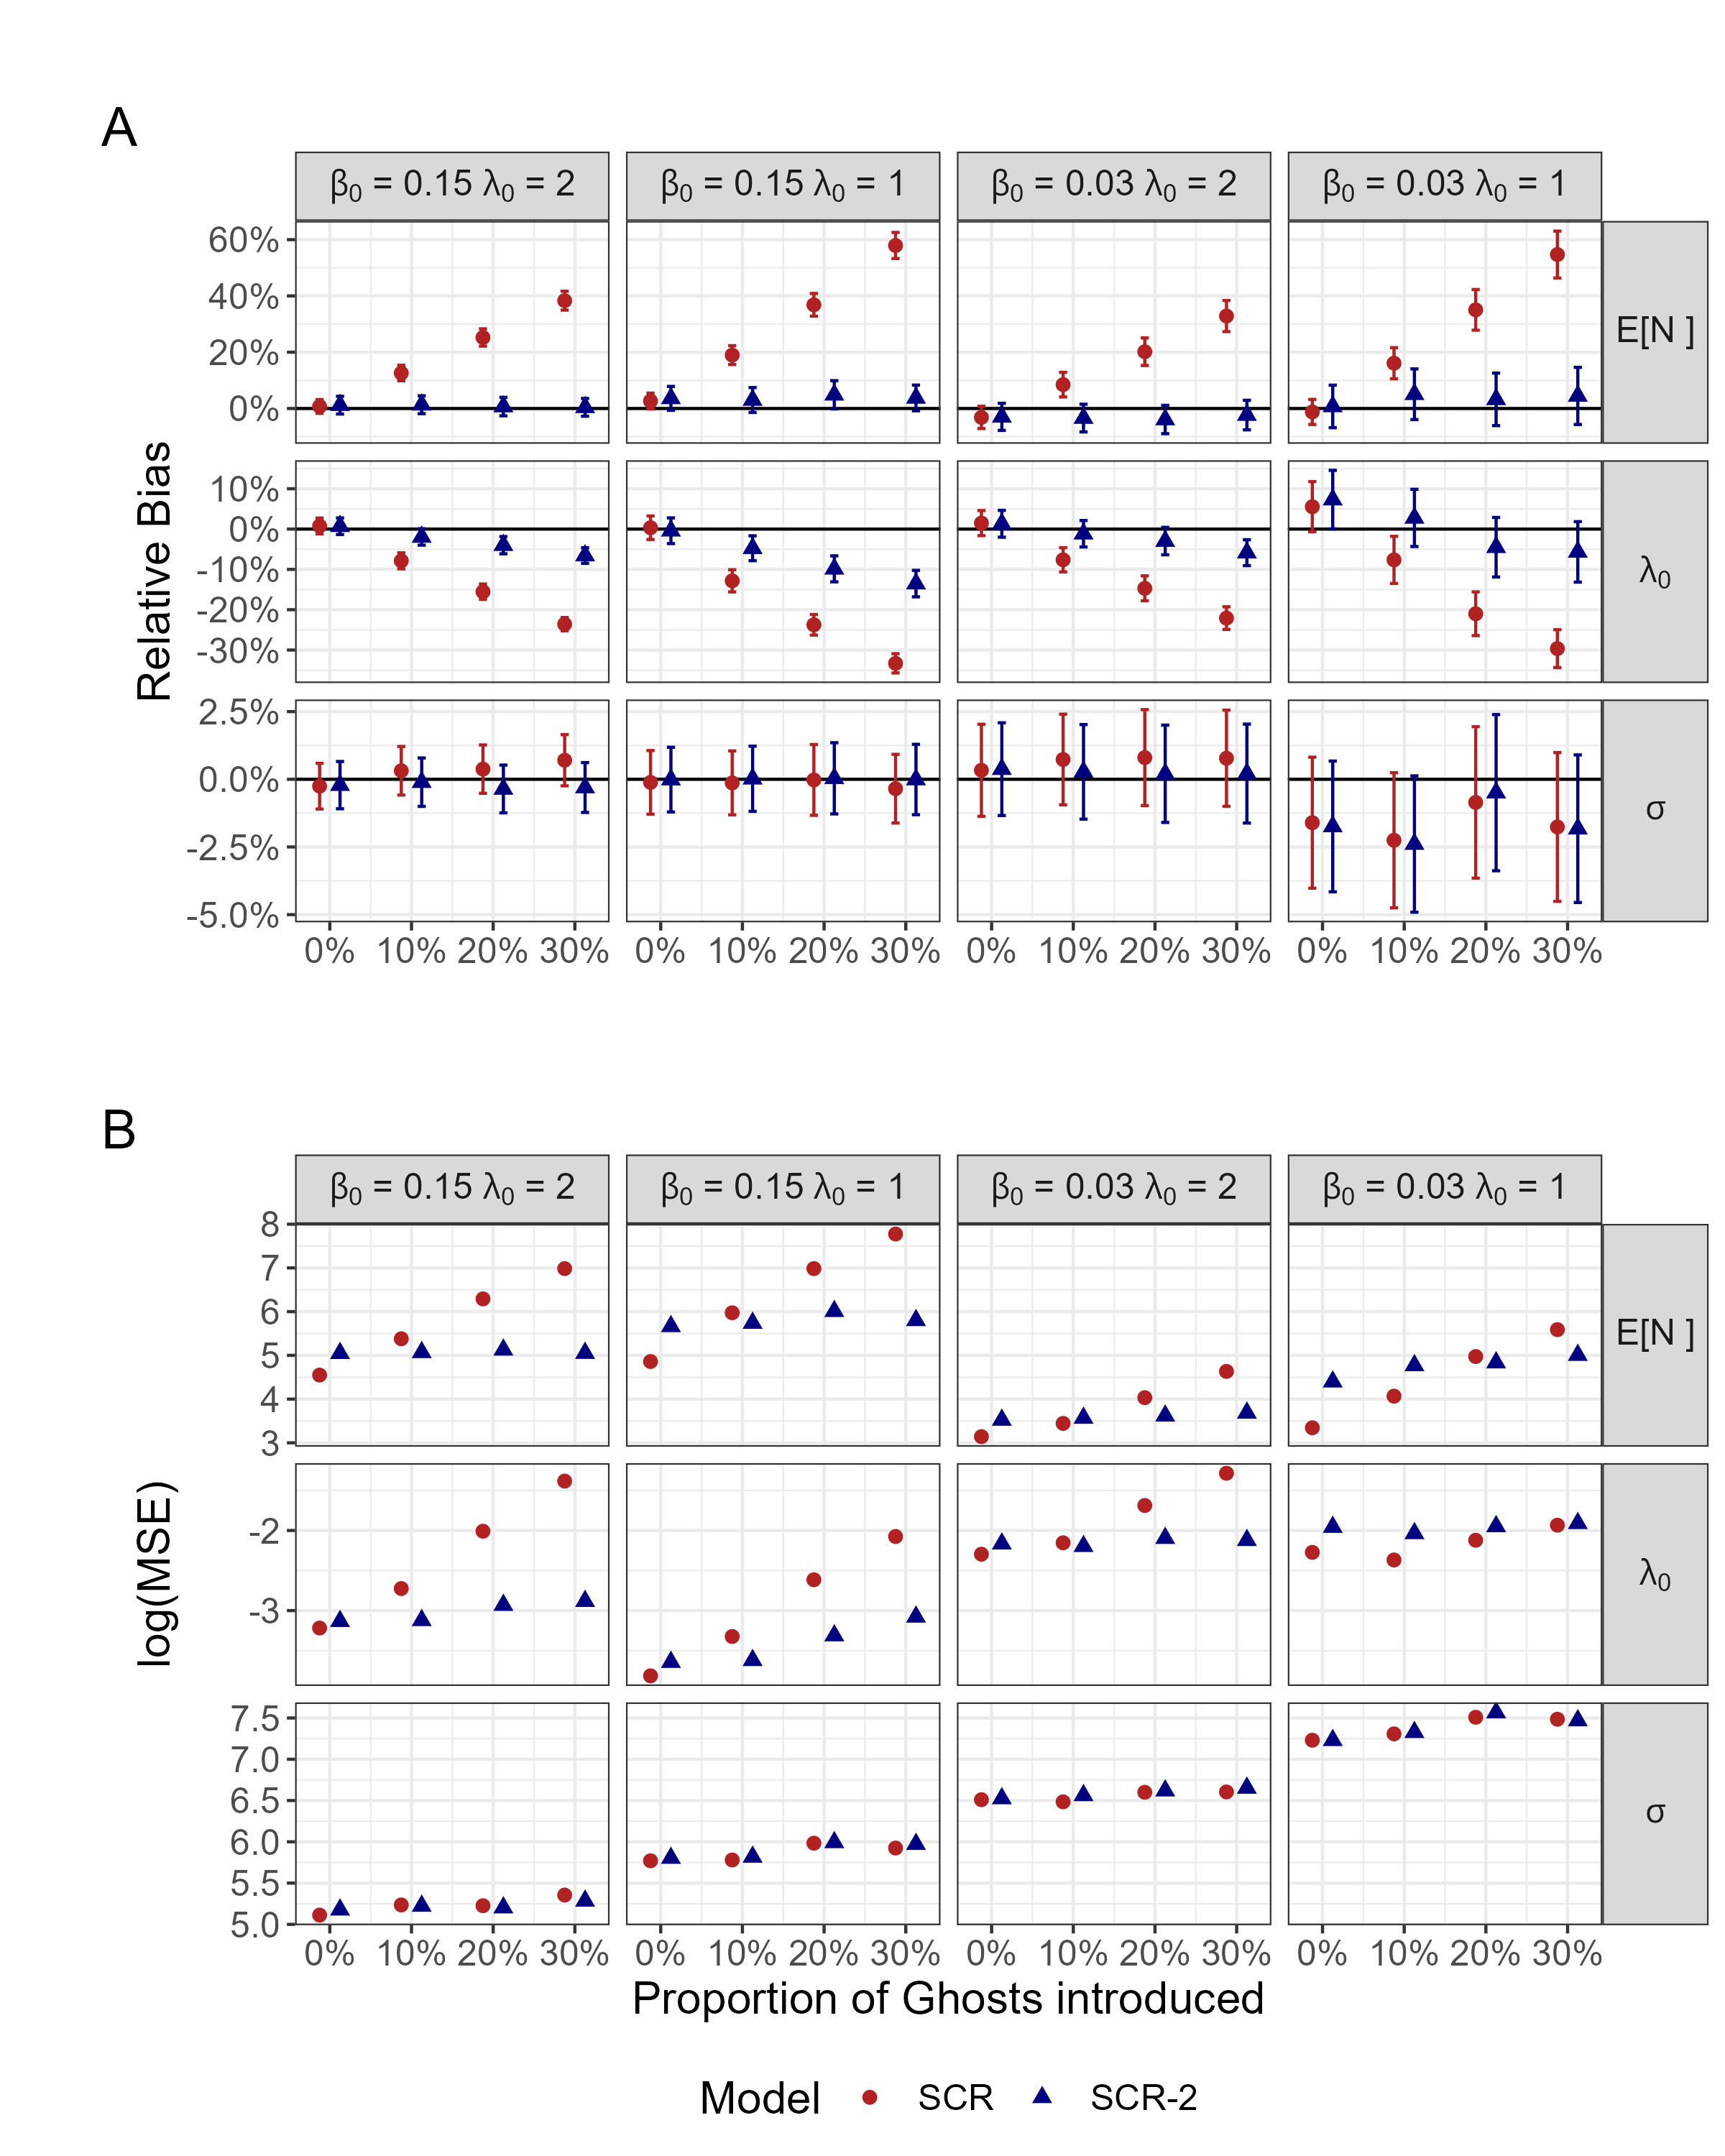 A
β₀ = 0.15 λ₀ = 2
β₀ = 0.15 λ₀ = 1
β₀ = 0.03 λ₀ = 2
β₀ = 0.03 λ₀ = 1
60%
40%
20%
0%
E[N ]
10%
0%
-10%
-20%
-30%
λ₀
2.5%
0.0%
-2.5%
-5.0%
σ
Relative Bias
0% 10% 20% 30%
0% 10% 20% 30%
0% 10% 20% 30%
0% 10% 20% 30%
B
β₀ = 0.15 λ₀ = 2
β₀ = 0.15 λ₀ = 1
β₀ = 0.03 λ₀ = 2
β₀ = 0.03 λ₀ = 1
8
7
6
5
4
3
E[N ]
-2
-3
λ₀
7.5
7.0
6.5
6.0
5.5
5.0
σ
log(MSE)
0% 10% 20% 30%
0% 10% 20% 30%
0% 10% 20% 30%
0% 10% 20% 30%
Proportion of Ghosts introduced
Model SCR SCR-2